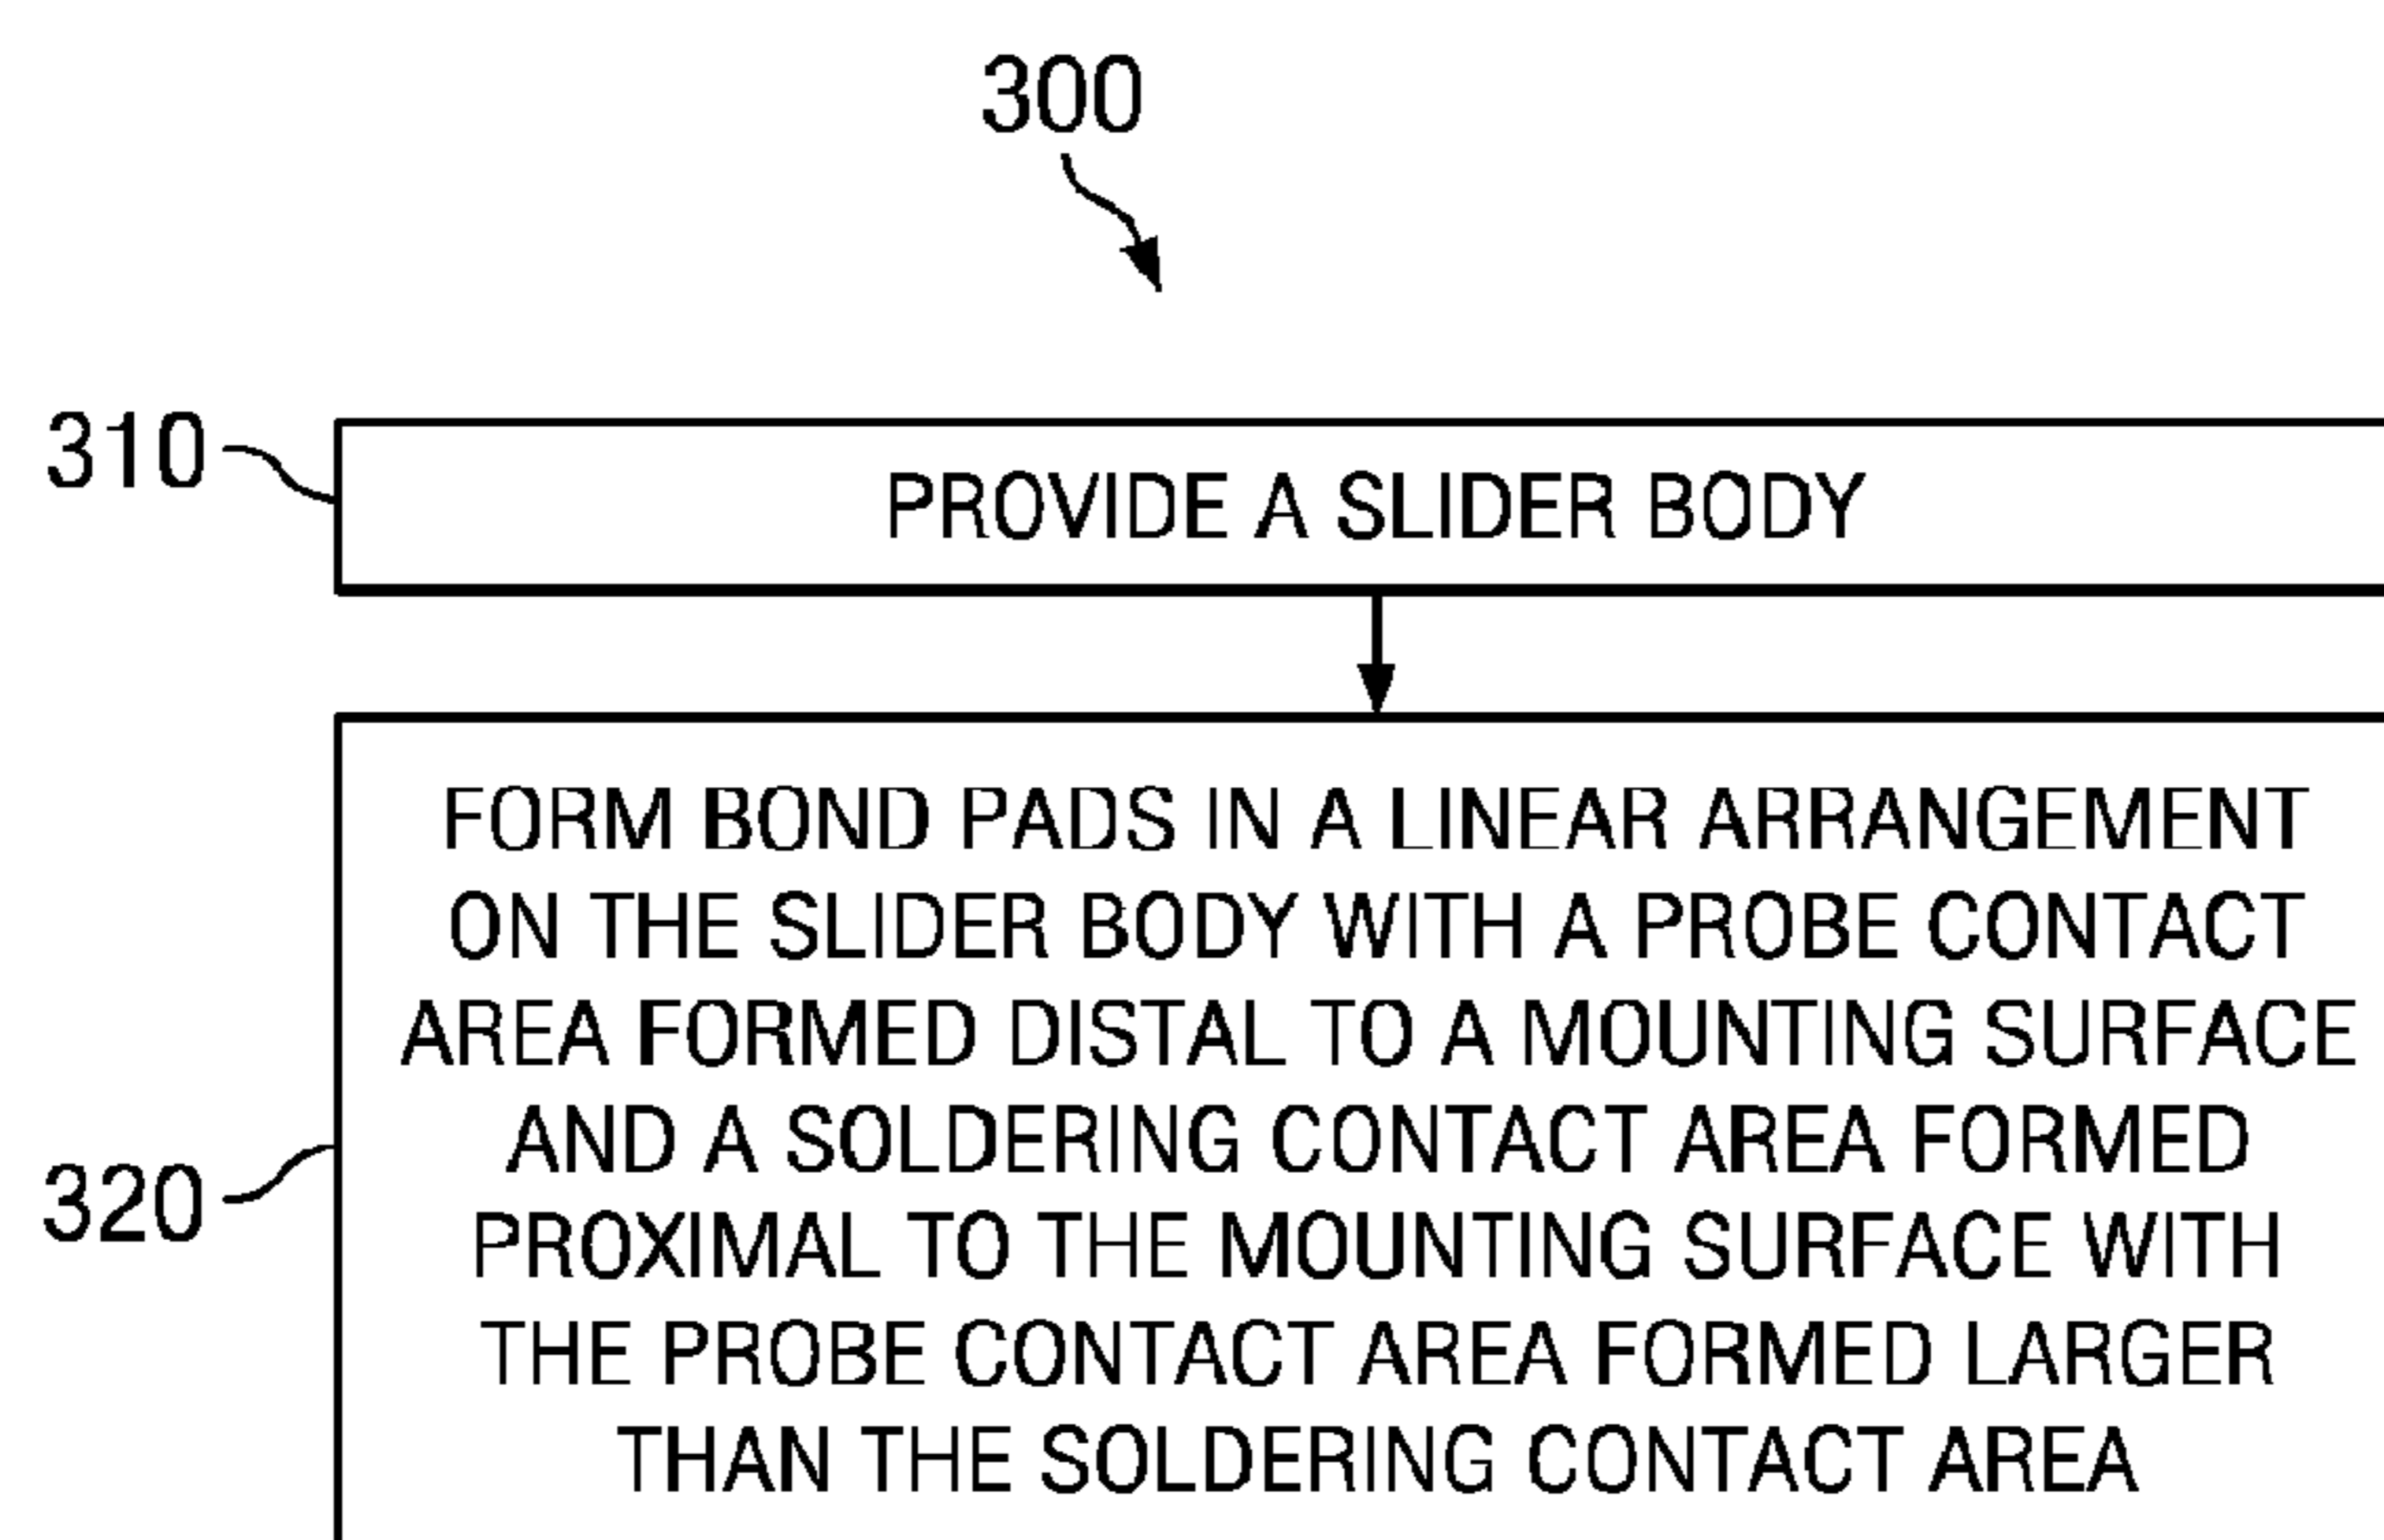 300
310
PROVIDE A SLIDER BODY
FORM BOND PADS IN A LINEAR ARRANGEMENT
ON THE SLIDER BODY WITH A PROBE CONTACT
AREA FORMED DISTAL TO A MOUNTING SURFACE
AND A SOLDERING CONTACT AREA FORMED
320
PROXIMAL TO THE MOUNTING SURFACE WITH
THE PROBE CONTACT AREA FORMED LARGER
THAN THE SOLDERING CONTACT AREA